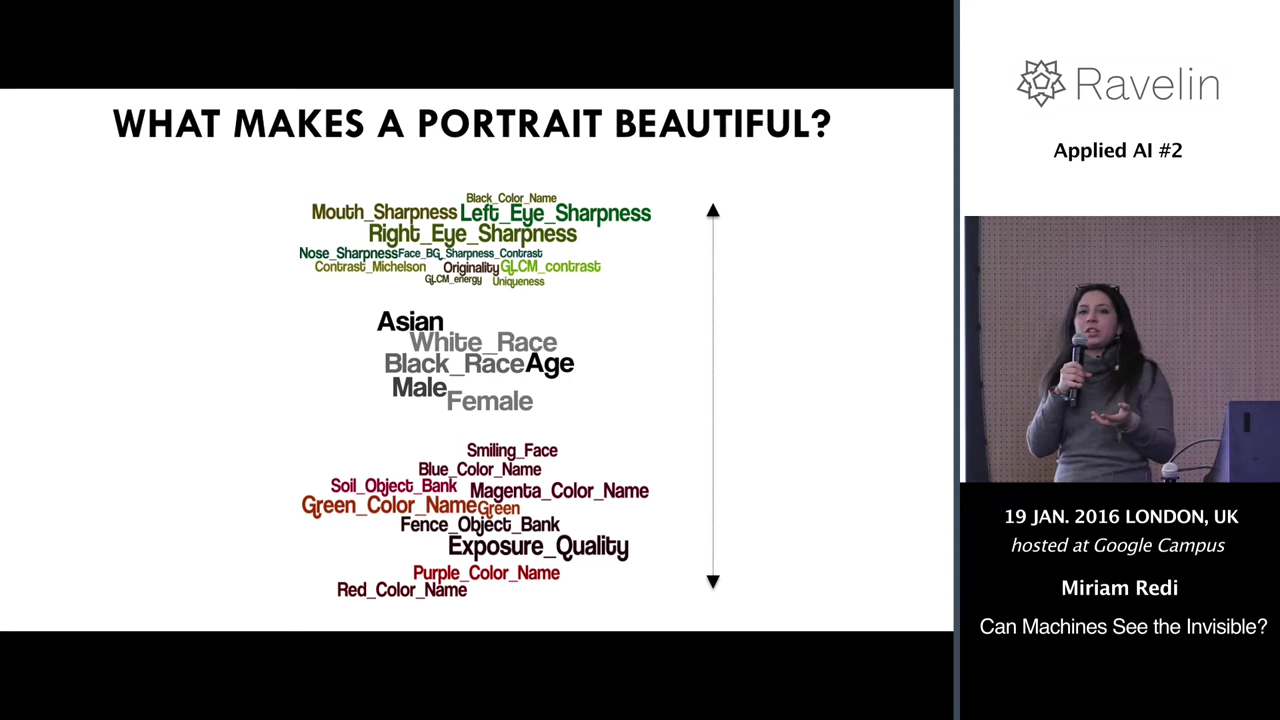 WHAT MAKES A PORTRAIT BEAUTIFUL?
Black_Color_Name
Mouth_Sharpness Left_Eye_Sharpness
Right_Eye_Sharpness
Nose_Sharpness Face_BG_Sharpness_Contrast
Contrast_Michelson Originality GLCM_contrast
GLCM_energy Uniqueness
Asian
White_Race
Black_Race Age
Male
Female
Smiling_Face
Blue_Color_Name
Soil_Object_Bank Magenta_Color_Name
Green_Color_Name Green
Fence_Object_Bank
Exposure_Quality
Purple_Color_Name
Red_Color_Name
Ravelin
Applied AI #2
19 JAN. 2016 LONDON, UK
hosted at Google Campus
Miriam Redi
Can Machines See the Invisible?